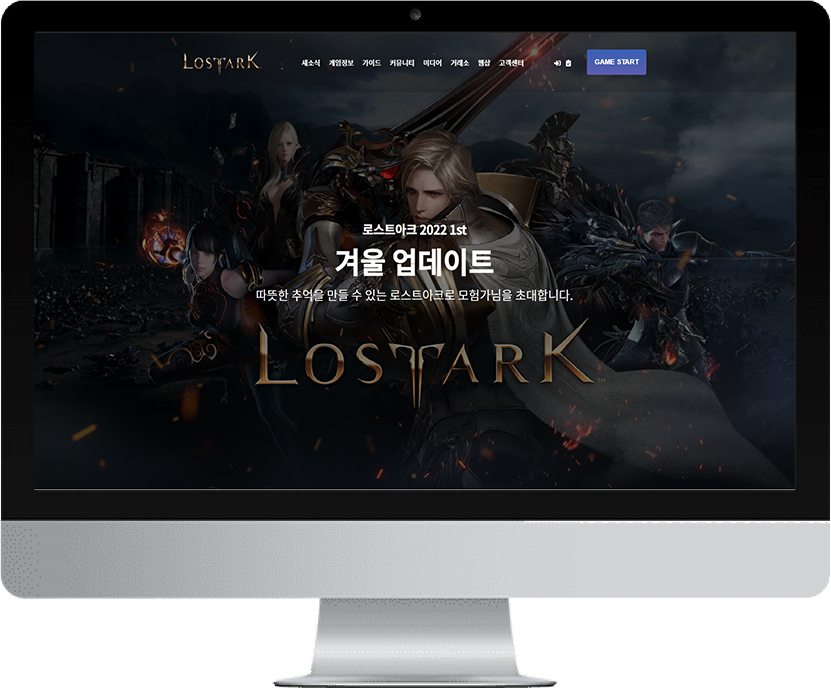 LOSTARK
새소식 게임정보 가이드 커뮤니티 미디어 거래소 웹샵 고객센터
GAME START
로스트아크 2022 1st
겨울 업데이트
따뜻한 추억을 만들 수 있는 로스트아크로 모험가님을 초대합니다.
LOSTARK